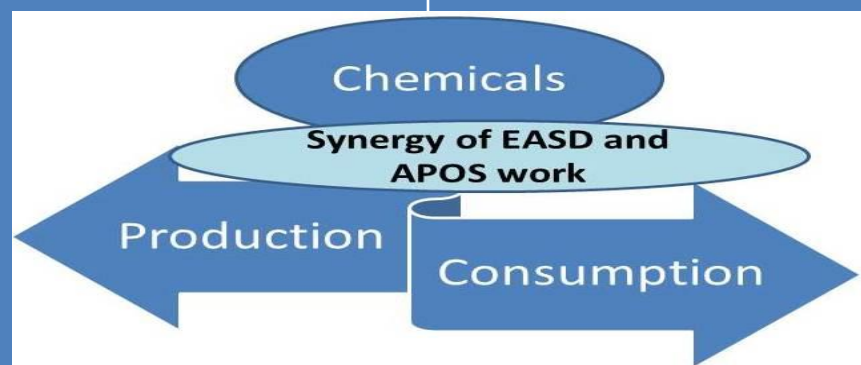 Chemicals
Synergy of EASD and
APOS work
Production
Consumption